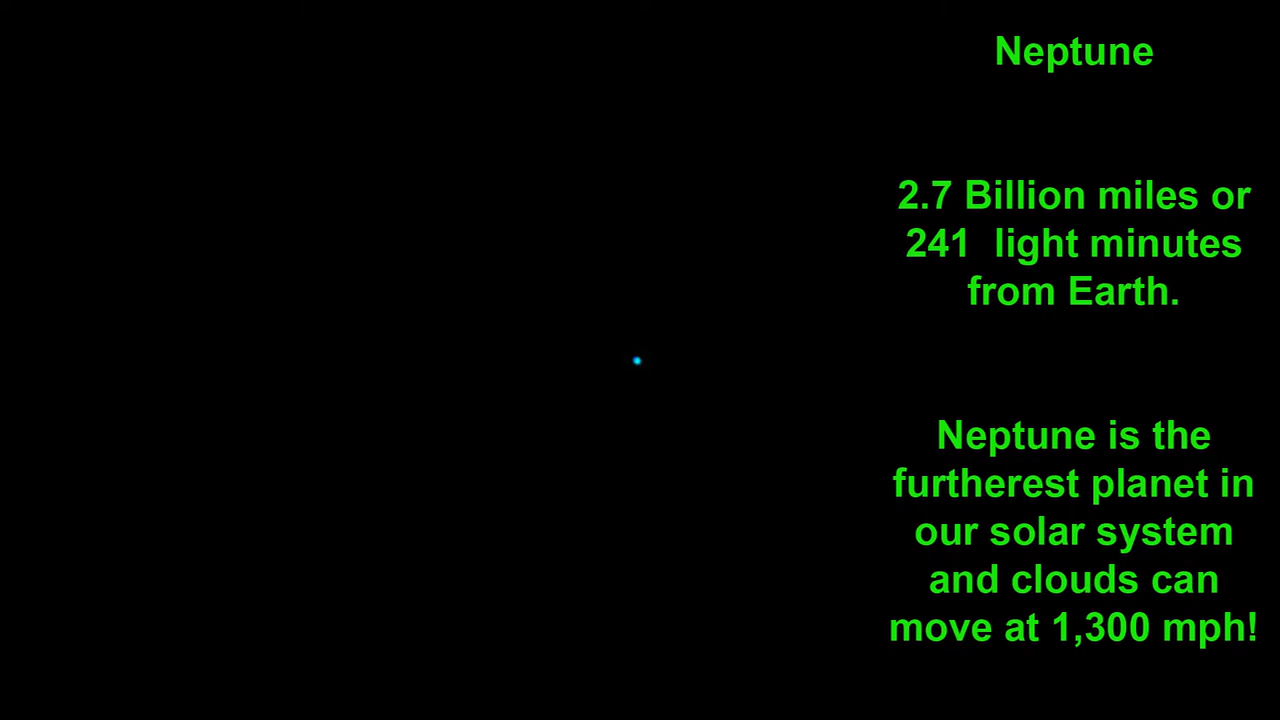 Neptune
2.7 Billion miles or
241  light minutes
from Earth.
Neptune is the
furtherest planet in
our solar system
and clouds can
move at 1,300 mph!